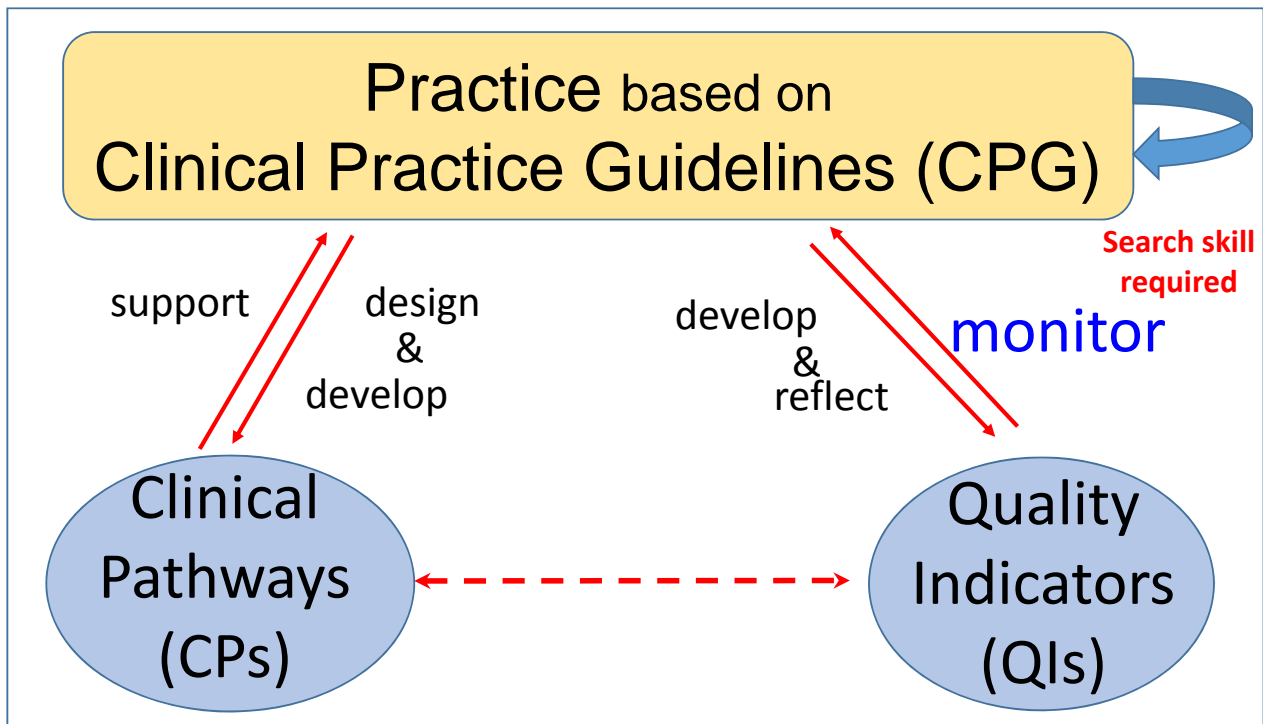 Practice based on
Clinical Practice Guidelines (CPG)
Search skill
required
support
design
&
develop
develop
&
reflect
monitor
Clinical
Pathways
(CPs)
Quality
Indicators
(QIs)